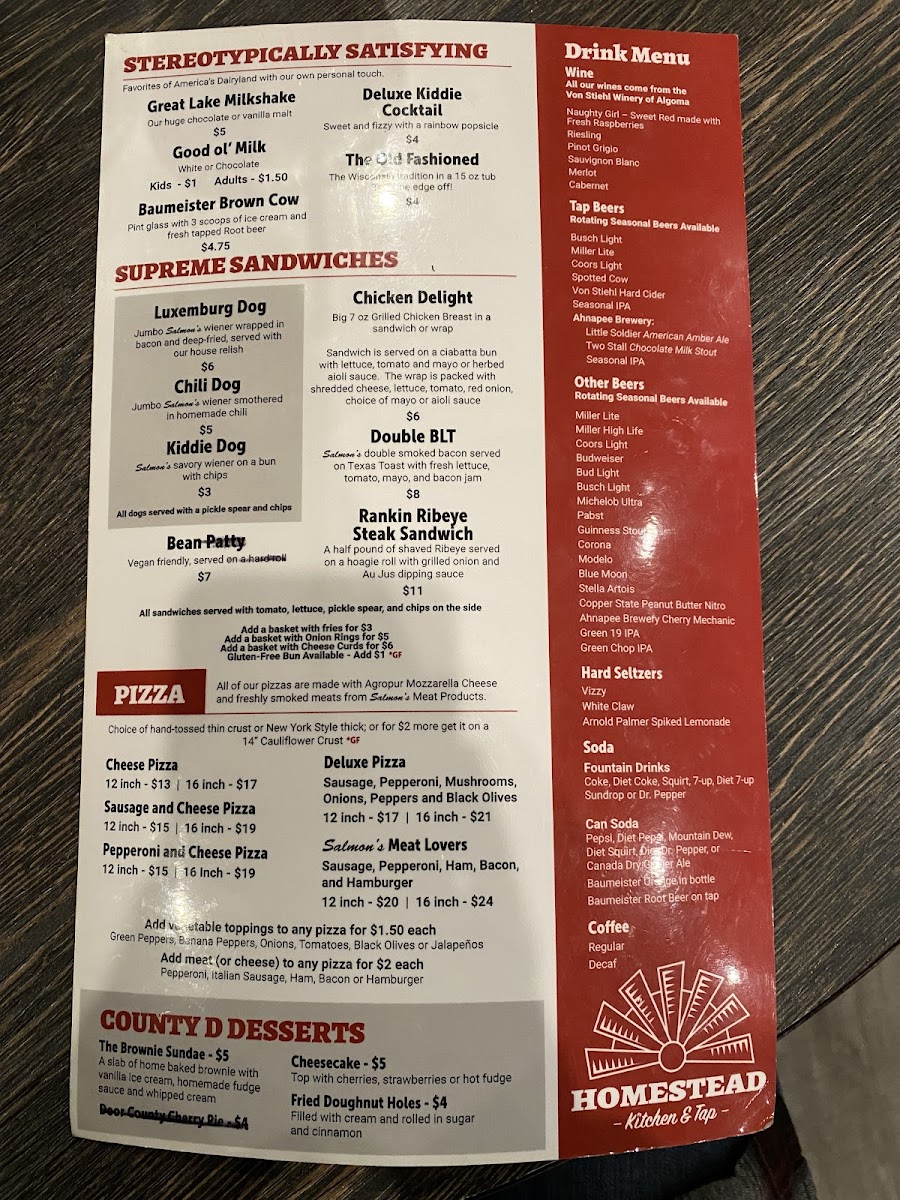 STEREOTYPICALLY SATISFYING
Favorites of America's Dairyland with our own personal touch.
Great Lake Milkshake
Our huge chocolate or vanilla malt
$5
Good ol' Milk
White or Chocolate
Kids - $1 Adults - $1.50
Baumeister Brown Cow
Pint glass with 3 scoops of ice cream and
fresh tapped Root beer
$4.75
Deluxe Kiddie
Cocktail
Sweet and fizzy with a rainbow popsicle
$4
The Old Fashioned
The Wisconsin tradition in a 15 oz tub
edge off!
$4
SUPREME SANDWICHES
Luxemburg Dog
Jumbo Salmon's wiener wrapped in
bacon and deep-fried, served with
our house relish
$6
Chili Dog
Jumbo Salmon's wiener smothered
in homemade chili
$5
Kiddie Dog
Salmon's savory wiener on a bun
with chips
$3
All dogs served with a pickle spear and chips
Bean Patty
Vegan friendly, served on a hard roll
$7
Chicken Delight
Big 7 oz Grilled Chicken Breast in a
sandwich or wrap
Sandwich is served on a ciabatta bun
with lettuce, tomato and mayo or herbed
aioli sauce. The wrap is packed with
shredded cheese, lettuce, tomato, red onion,
choice of mayo or aioli sauce
$6
Double BLT
Salmon's double smoked bacon served
on Texas Toast with fresh lettuce,
tomato, mayo, and bacon jam
$8
Rankin Ribeye
Steak Sandwich
A half pound of shaved Ribeye served
on a hoagie roll with grilled onion and
Au Jus dipping sauce
$11
All sandwiches served with tomato, lettuce, pickle spear, and chips on the side
Add a basket with fries for $3
Add a basket with Onion Rings for $5
Add a basket with Cheese Curds for $6
Gluten-Free Bun Available - Add $1 *GF
PIZZA
All of our pizzas are made with Agropur Mozzarella Cheese
and freshly smoked meats from Salmon's Meat Products.
Choice of hand-tossed thin crust or New York Style thick; or for $2 more get it on a
14" Cauliflower Crust *GF
Cheese Pizza
12 inch - $13 | 16 inch - $17
Sausage and Cheese Pizza
12 inch - $15 | 16 inch - $19
Pepperoni and Cheese Pizza
12 inch - $15 | 16 Inch - $19
Deluxe Pizza
Sausage, Pepperoni, Mushrooms,
Onions, Peppers and Black Olives
12 inch - $17 | 16 inch - $21
Salmon's Meat Lovers
Sausage, Pepperoni, Ham, Bacon,
and Hamburger
12 inch - $20 | 16 inch - $24
Add vegetable toppings to any pizza for $1.50 each
Green Peppers, Banana Peppers, Onions, Tomatoes, Black Olives or Jalapeños
Add meat (or cheese) to any pizza for $2 each
Pepperoni, Italian Sausage, Ham, Bacon or Hamburger
COUNTY D DESSERTS
The Brownie Sundae - $5
A slab of home baked brownie with
vanilla ice cream, homemade fudge
sauce and whipped cream
Door County Cherry Pie - $4
Cheesecake - $5
Top with cherries, strawberries or hot fudge
Fried Doughnut Holes - $4
Filled with cream and rolled in sugar
and cinnamon
Drink Menu
Wine
All our wines come from the
Von Stiehl Winery of Algoma
Naughty Girl – Sweet Red made with
Fresh Raspberries
Riesling
Pinot Grigio
Sauvignon Blanc
Merlot
Cabernet
Tap Beers
Rotating Seasonal Beers Available
Busch Light
Miller Lite
Coors Light
Spotted Cow
Von Stiehl Hard Cider
Seasonal IPA
Ahnapee Brewery:
Little Soldier American Amber Ale
Two Stall Chocolate Milk Stout
Seasonal IPA
Other Beers
Rotating Seasonal Beers Available
Miller Lite
Miller High Life
Coors Light
Budweiser
Bud Light
Busch Light
Michelob Ultra
Pabst
Guinness Stout
Corona
Modelo
Blue Moon
Stella Artois
Copper State Peanut Butter Nitro
Ahnapee Brewery Cherry Mechanic
Green 19 IPA
Green Chop IPA
Hard Seltzers
Vizzy
White Claw
Arnold Palmer Spiked Lemonade
Soda
Fountain Drinks
Coke, Diet Coke, Squirt, 7-up, Diet 7-up
Sundrop or Dr. Pepper
Can Soda
Pepsi, Diet Pepsi, Mountain Dew,
Diet Squirt, Diet Dr. Pepper, or
Canada Dry Ginger Ale
Baumeister Orange in bottle
Baumeister Root Beer on tap
Coffee
Regular
Decaf
HOMESTEAD
- Kitchen & Tap -